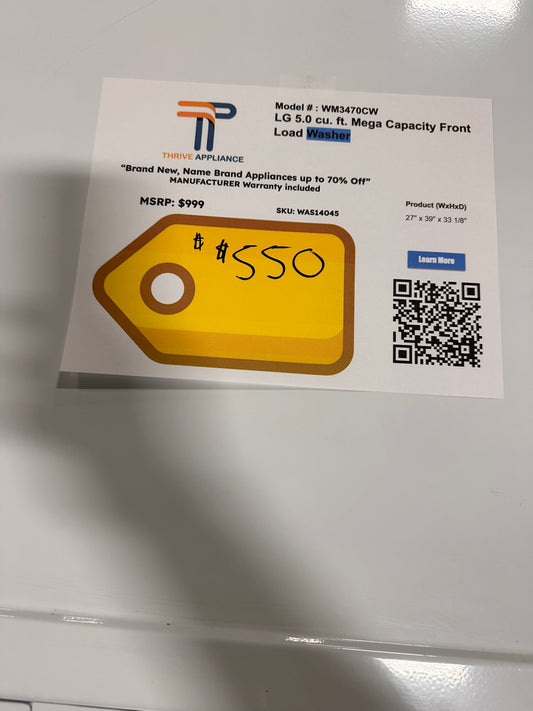 Model # : WM3470CW
LG 5.0 cu. ft. Mega Capacity Front
Load Washer
THRIVE APPLIANCE
“Brand New, Name Brand Appliances up to 70% Off”
MANUFACTURER Warranty included
MSRP: $999
SKU: WAS14045
Product (WxHxD)
27" x 39" x 33 1/8"
Learn More
$ $550